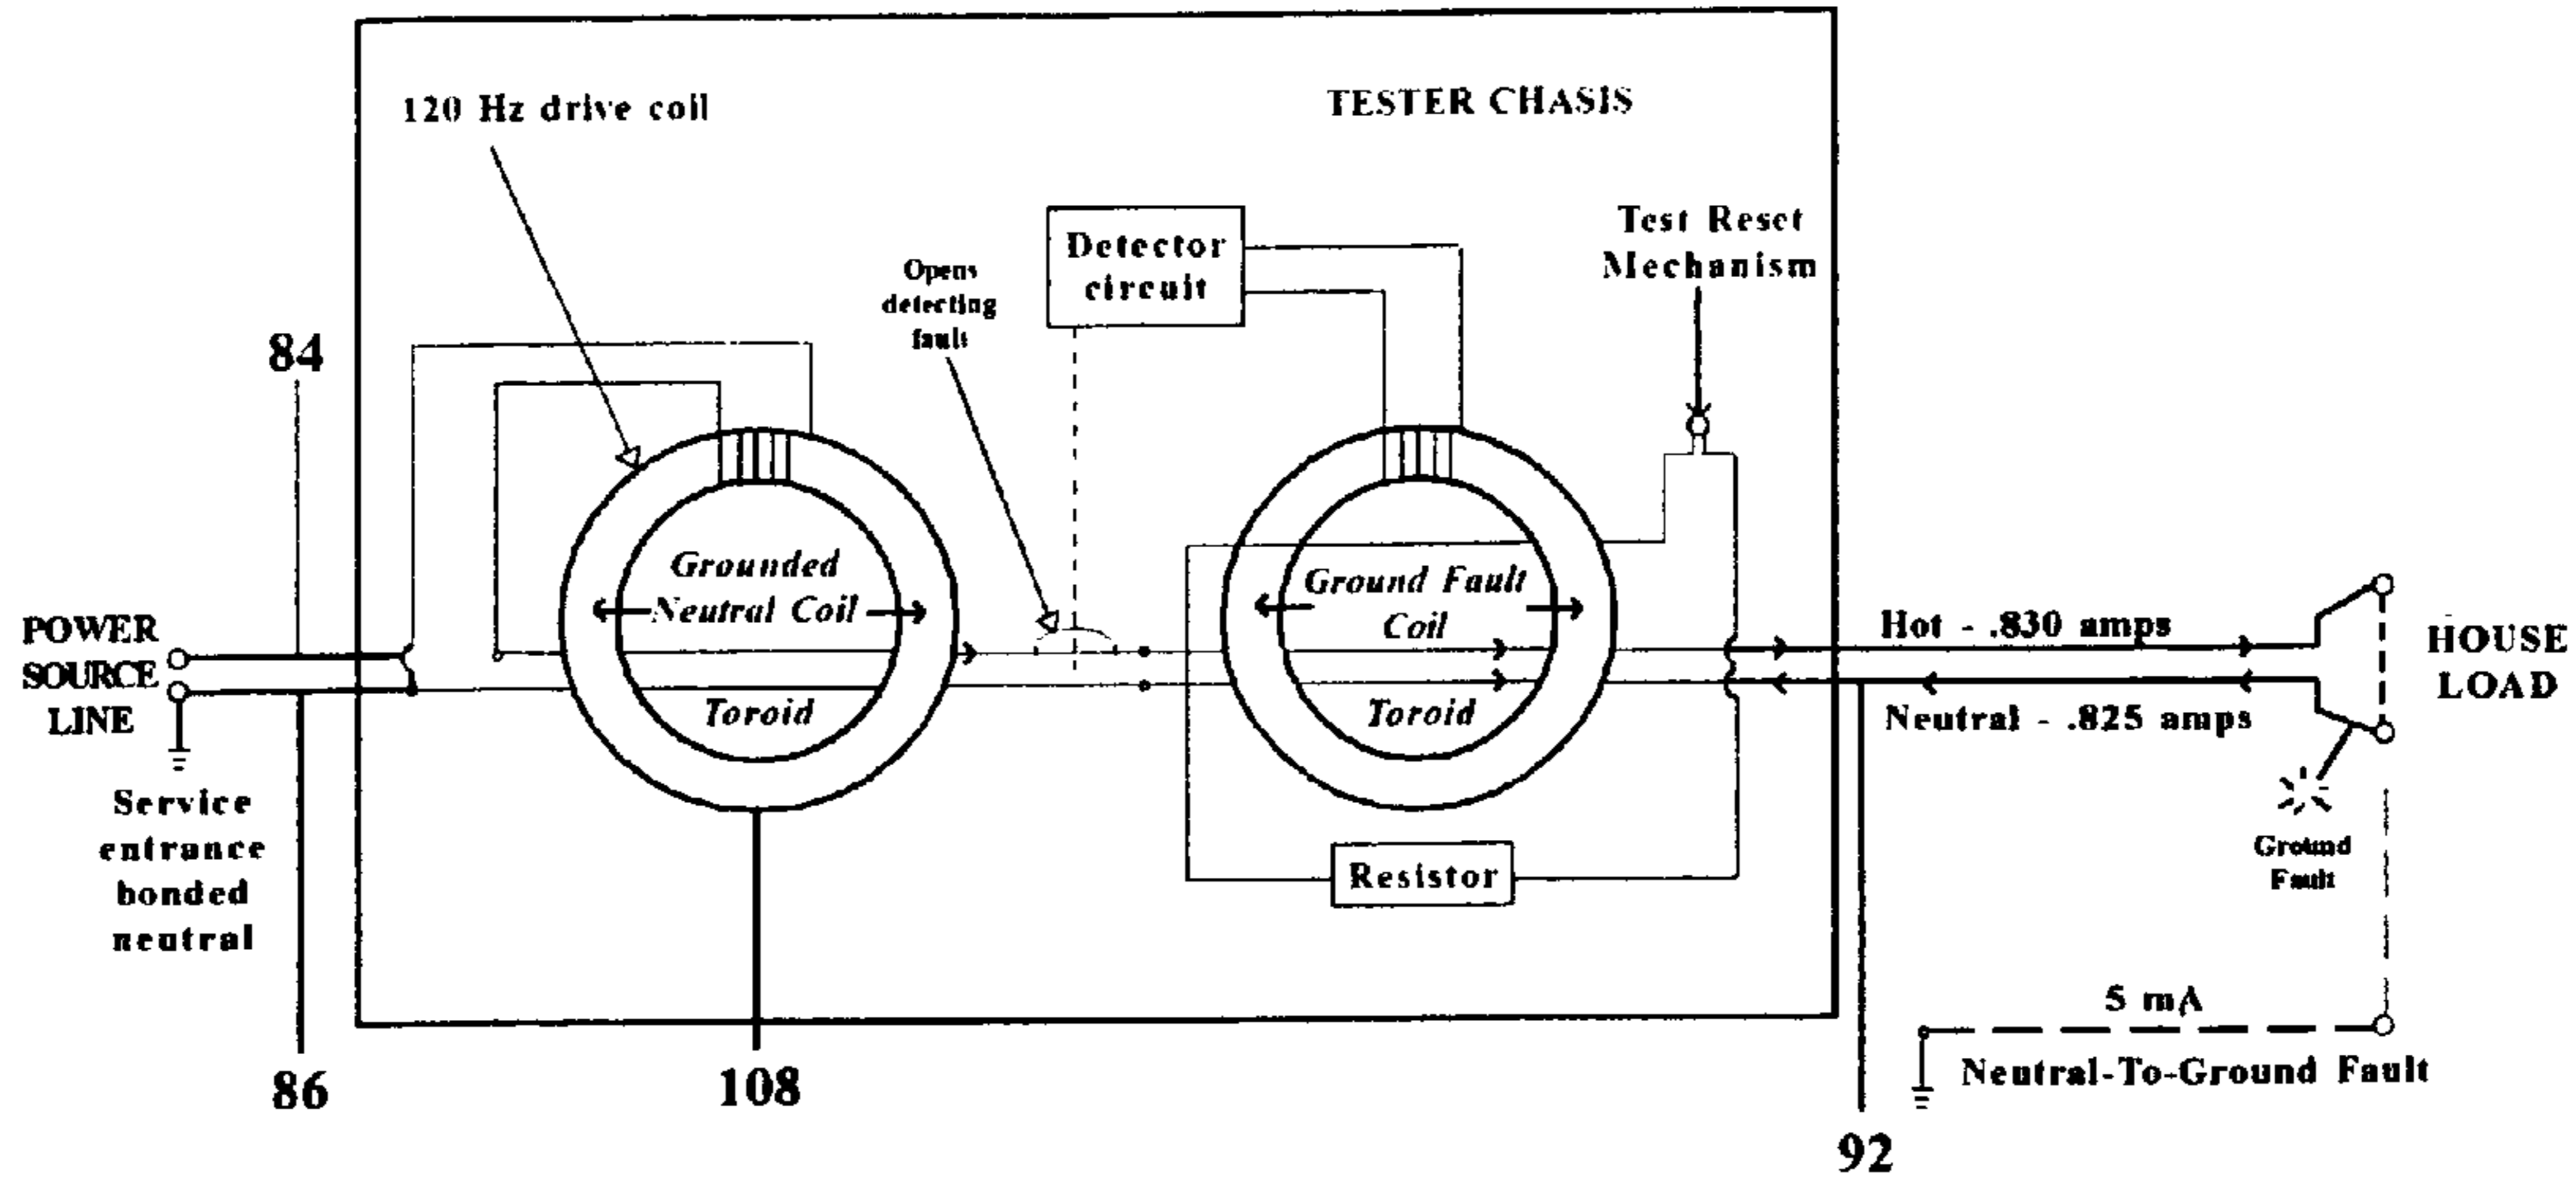 120 Hz drive coil
TESTER CHASIS
Test Reset
Mechanism
Detector
circuit
Opens
detecting
fault
84
Grounded
Neutral Coil
Toroid
Ground Fault
Coil
Toroid
POWER
SOURCE
LINE
Hot - .830 amps
Neutral - .825 amps
HOUSE
LOAD
Service
entrance
bonded
neutral
Resistor
Ground
Fault
5 mA
Neutral-To-Ground Fault
86
108
92